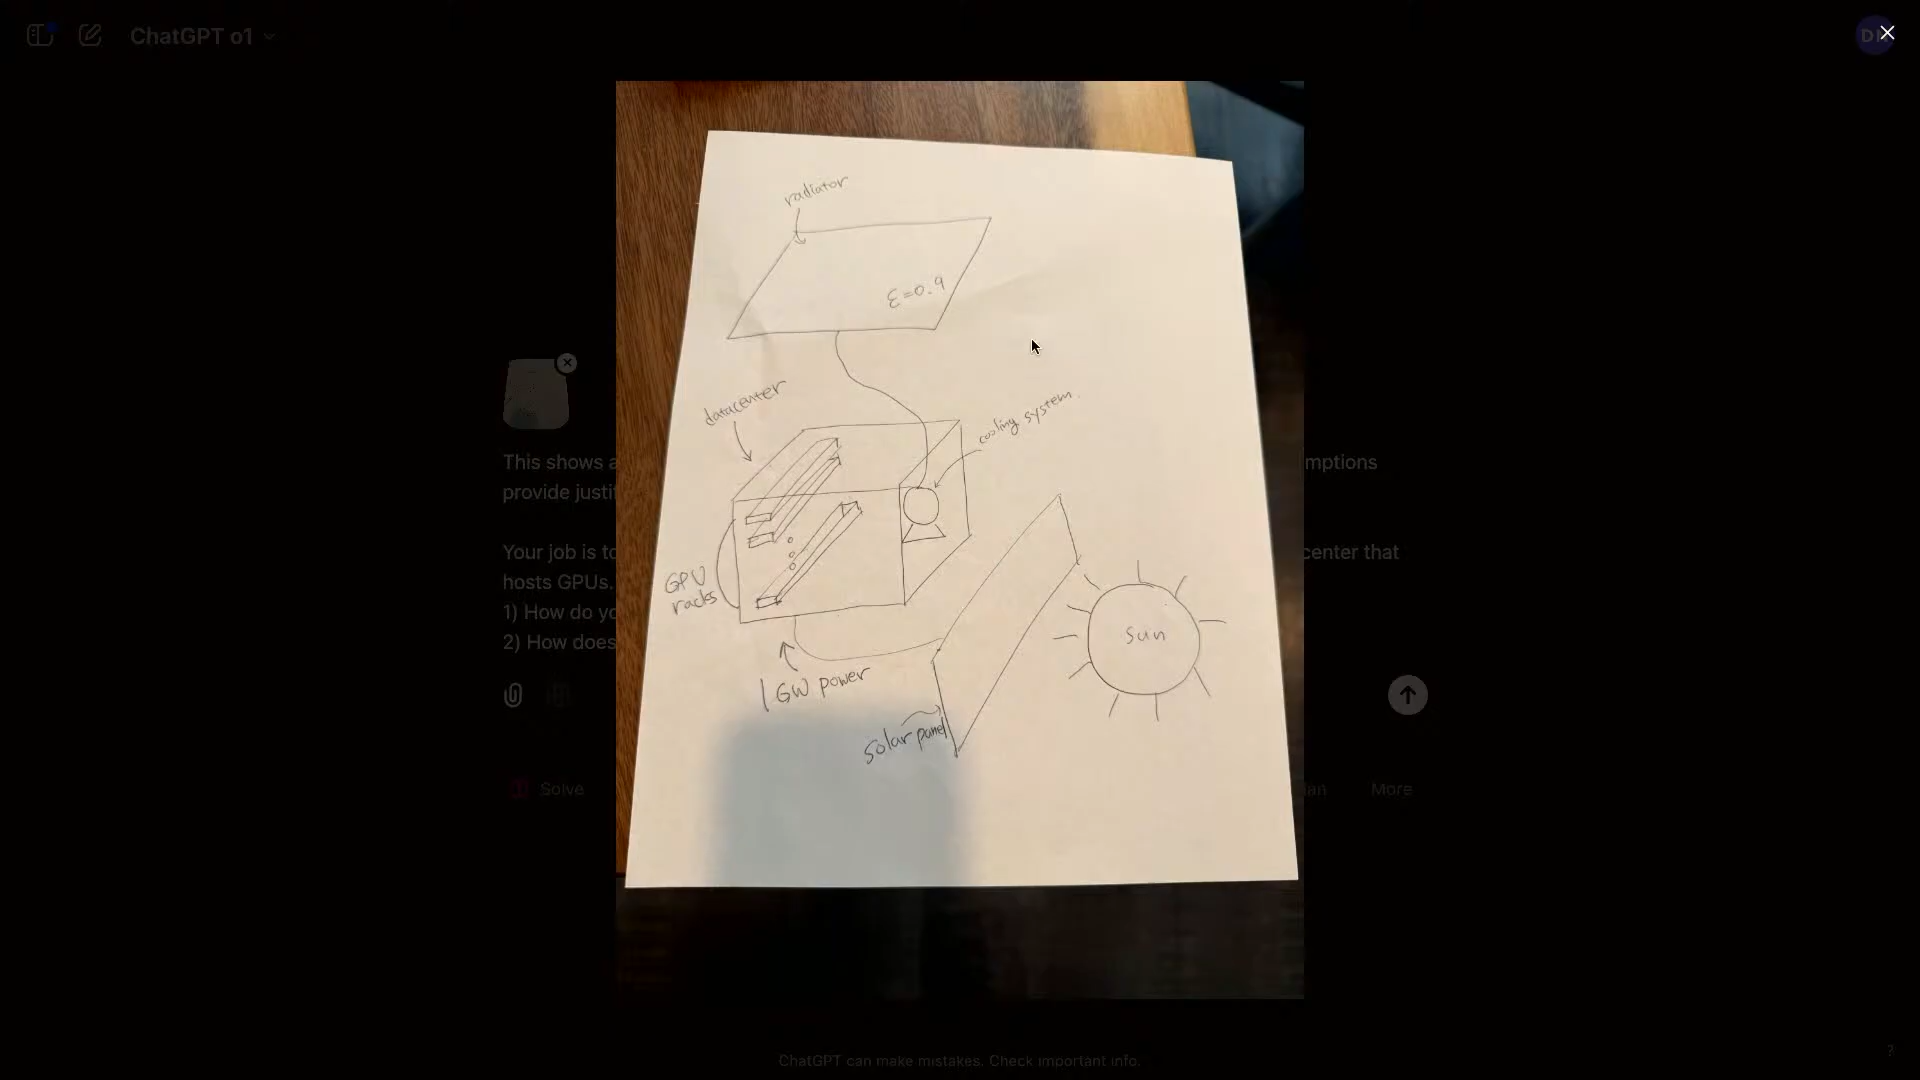 ChatGPT o1
radiator
ε=0.9
datacenter
cooling system
GPU
racks
1 GW power
solar panel
sun
This shows a
mptions
provide justi
Your job is to
center that
hosts GPUs.
1) How do yo
2) How does
Solve
More
ChatGPT can make mistakes. Check important info.
?